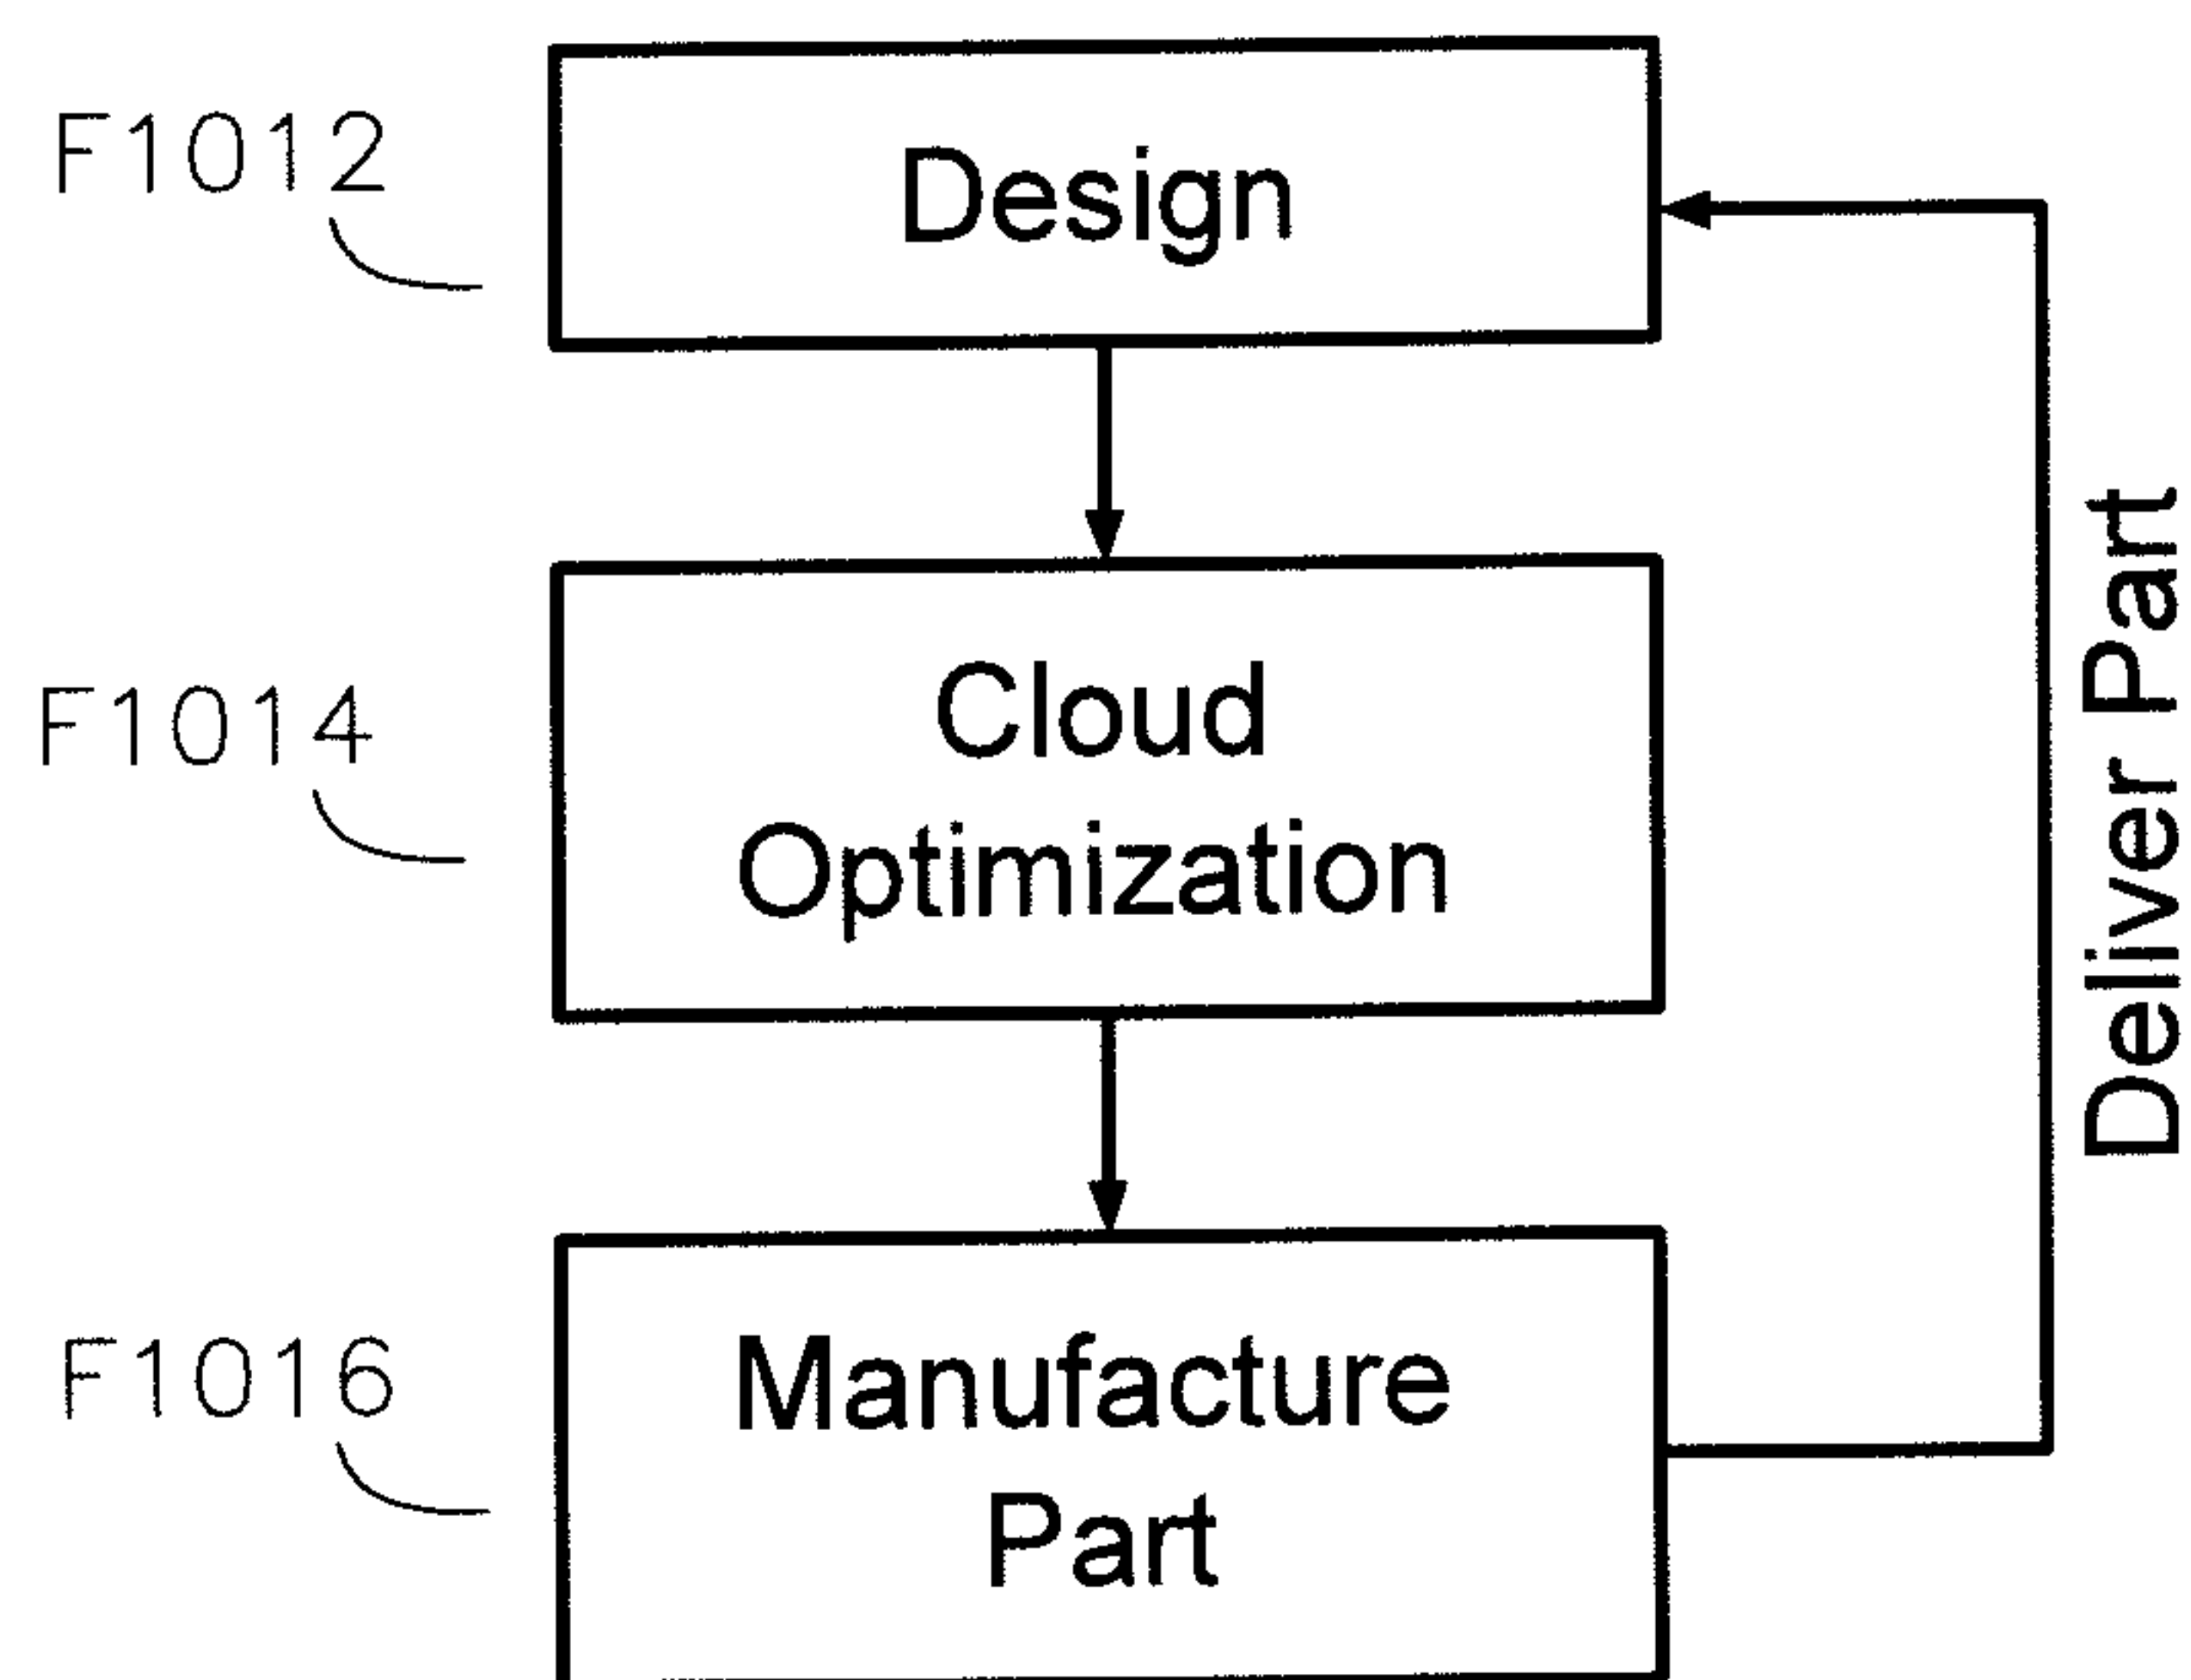 F1012
Design
F1014
Cloud
Optimization
Deliver Part
F1016
Manufacture
Part